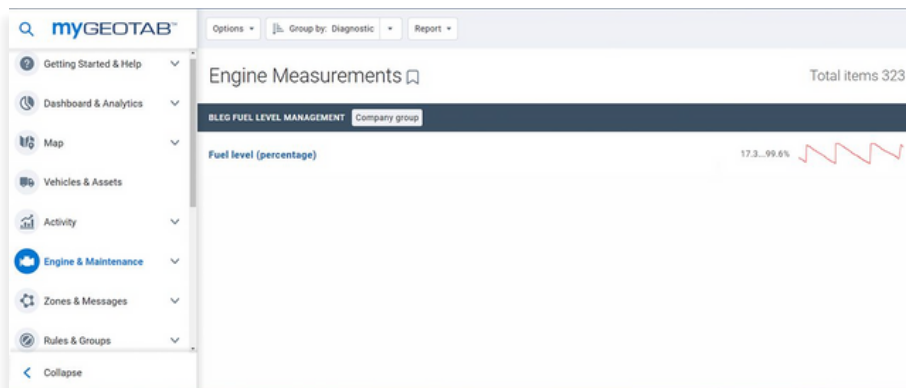 myGEOTAB™
Options
Group by: Diagnostic
Report
Getting Started & Help
Dashboard & Analytics
Map
Vehicles & Assets
Activity
Engine & Maintenance
Zones & Messages
Rules & Groups
Collapse
Engine Measurements
Total items 323
BLEG FUEL LEVEL MANAGEMENT Company group
Fuel level (percentage)
17.3...99.6%